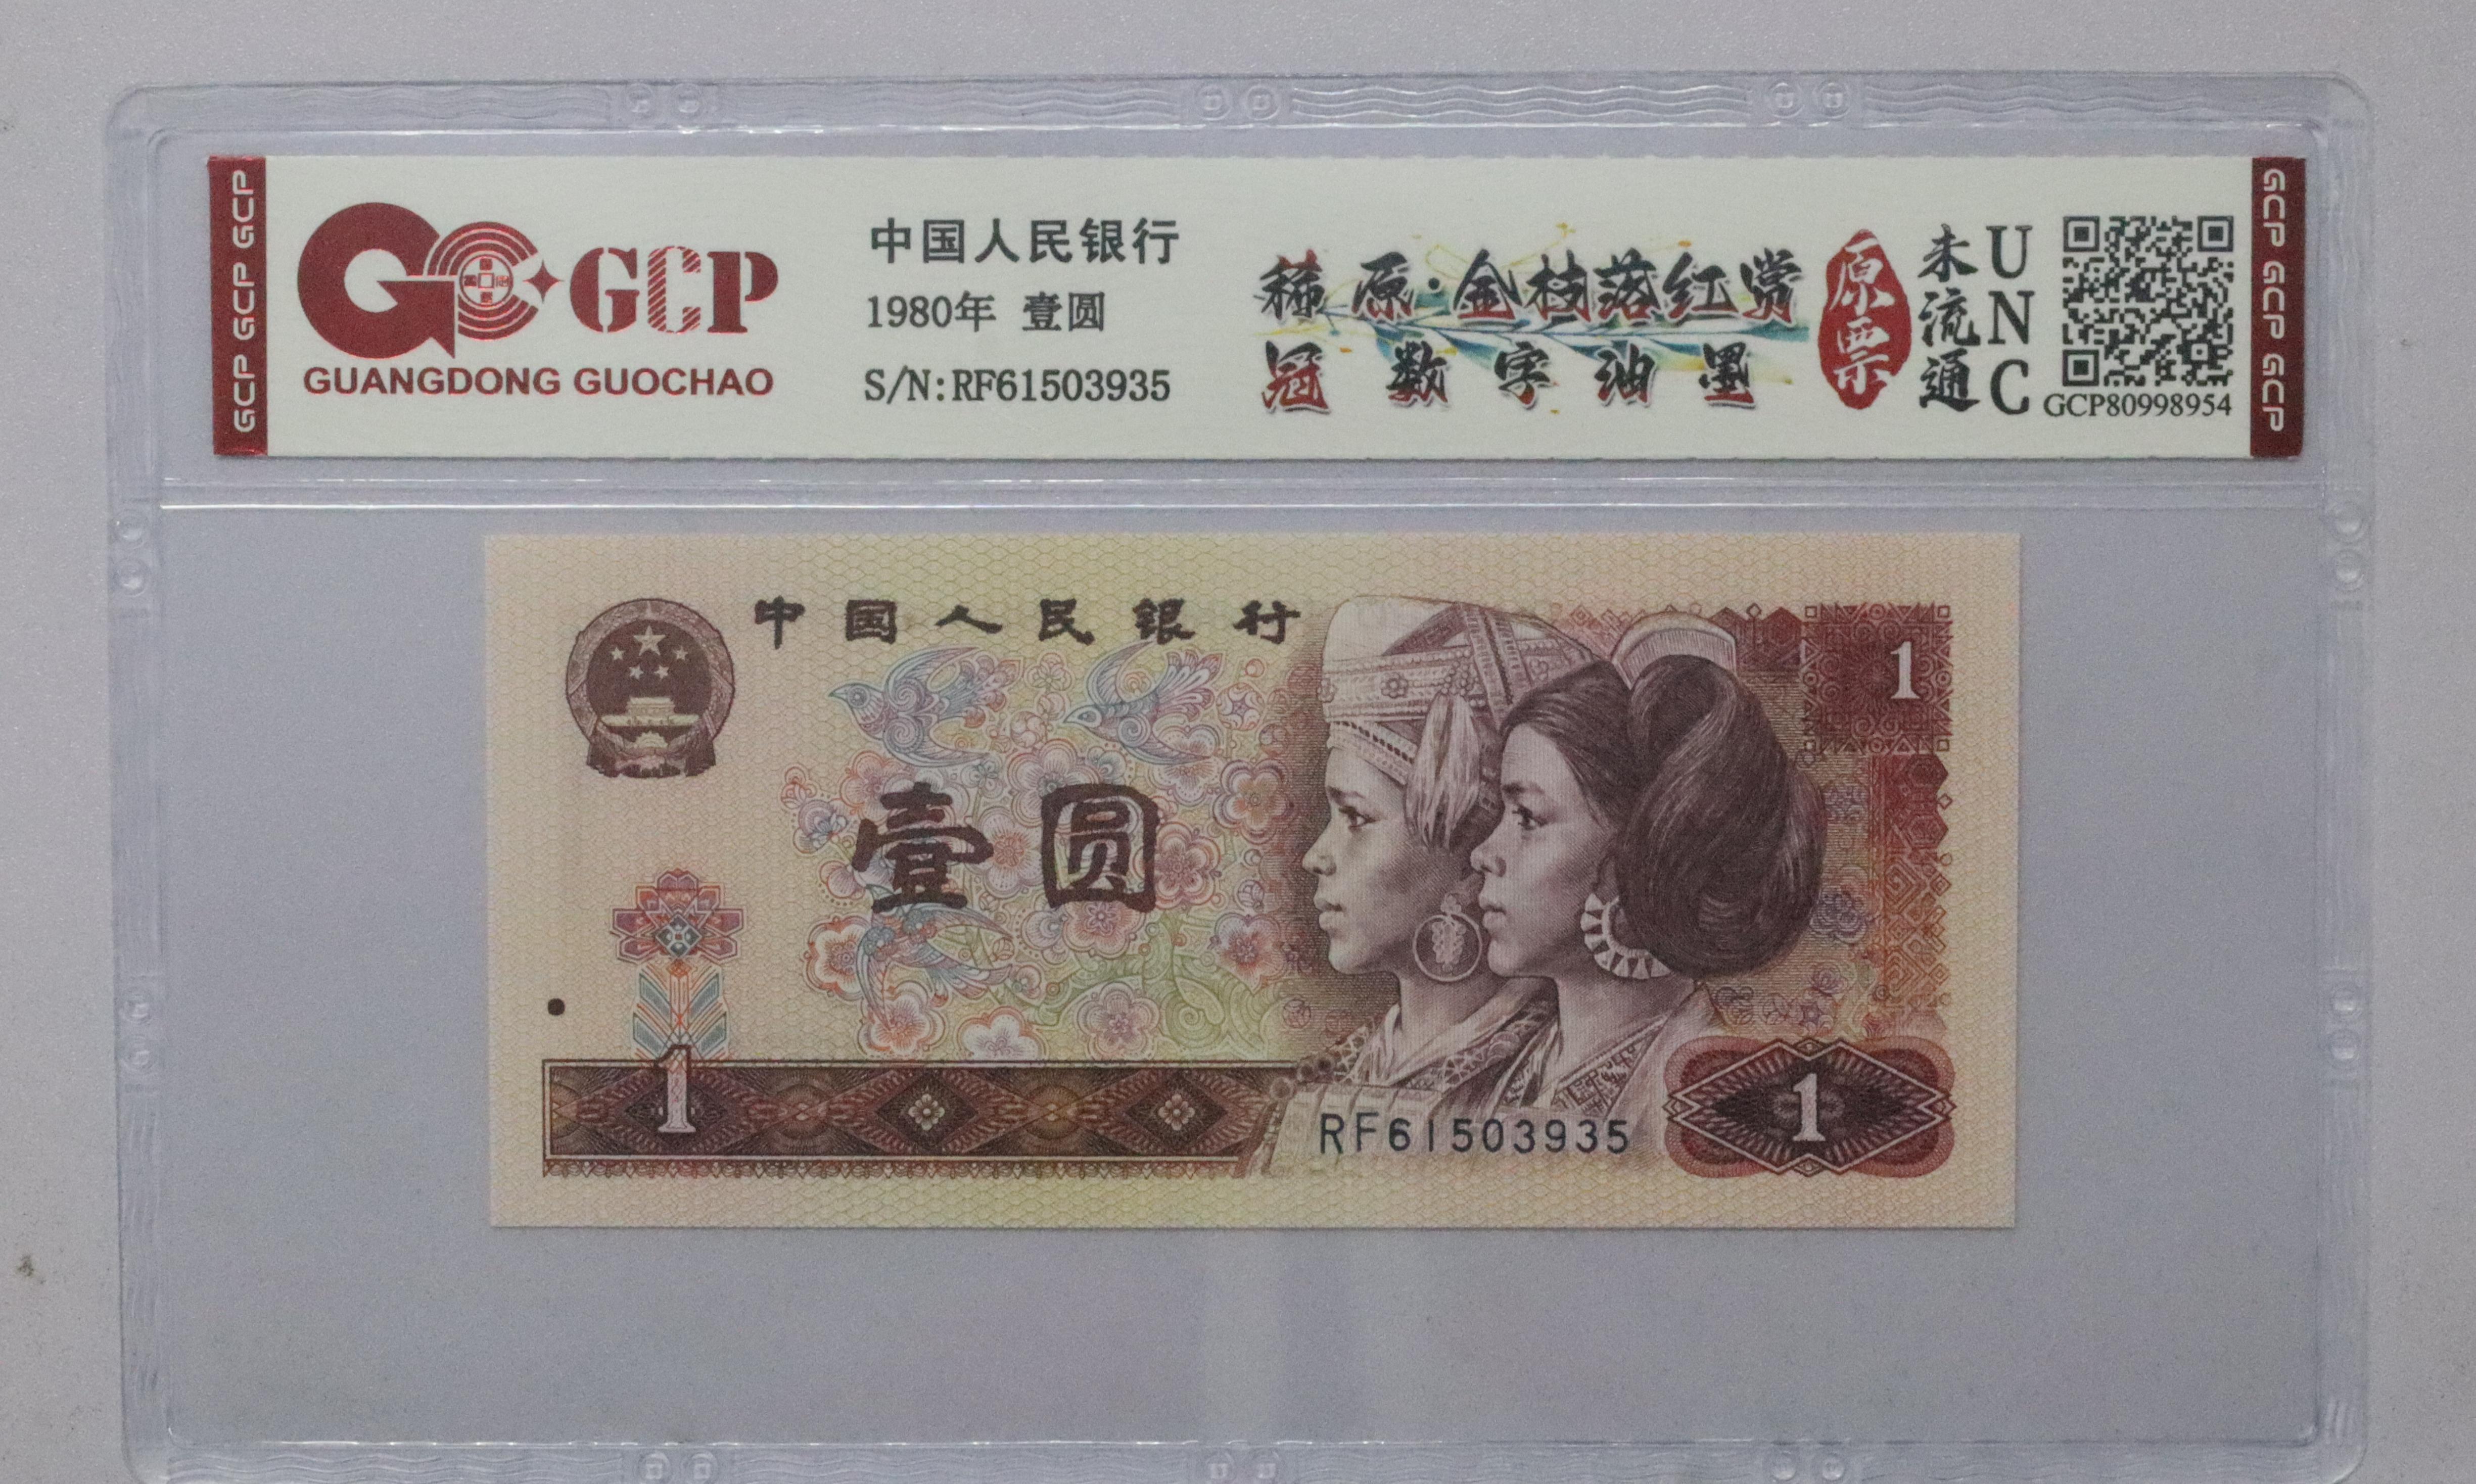 GCP GCP GCP
GCP
GUANGDONG GUOCHAO
中国人民银行
1980年 壹圆
S/N:RF61503935
稀原·金枝落红赏
冠数字油墨
原票
未流通
UNC
GCP80998954
GCP GCP GCP
中国人民银行
1
壹圆
1
RF61503935
1